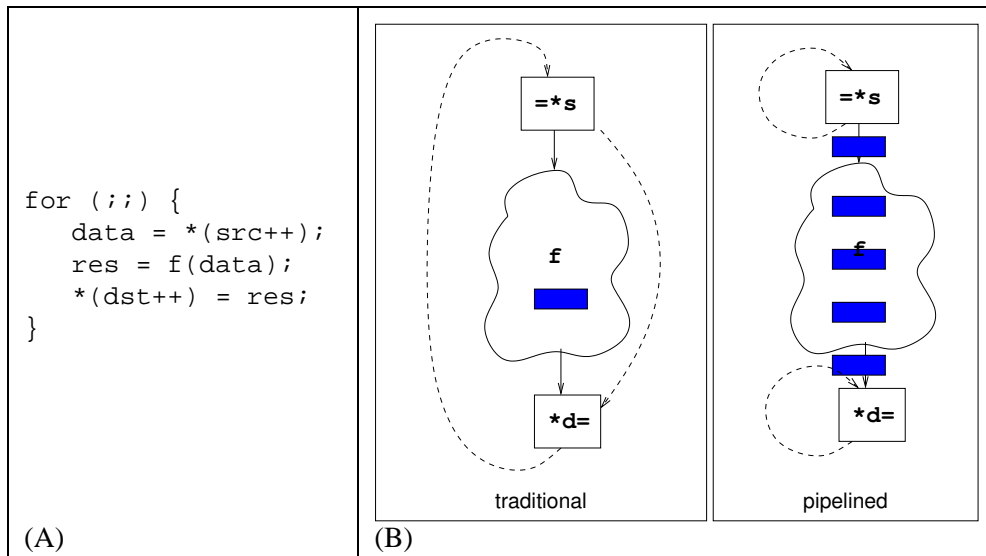 for (;;) {
data = *(src++);
res = f(data);
*(dst++) = res;
}
(A)
=*s
f
*d=
traditional
=*s
f
*d=
pipelined
(B)